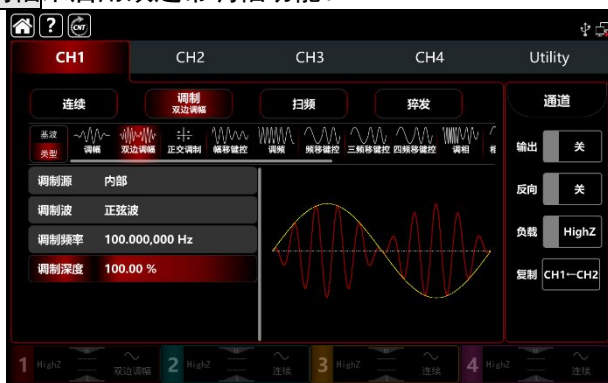 ?
CNT
CH1 CH2 CH3 CH4 Utility
连续
调制
双边调幅
扫频
猝发
通道
基波
类型
调幅 双边调幅 正交调制 幅移键控 调频 频移键控 三频移键控 四频移键控 调相
调制源 内部
调制波 正弦波
调制频率 100.000,000 Hz
调制深度 100.00 %
输出 关
反向 关
负载 HighZ
复制 CH1←CH2
1 HighZ 双边调幅 2 HighZ 连续 3 HighZ 连续 4 HighZ 连续